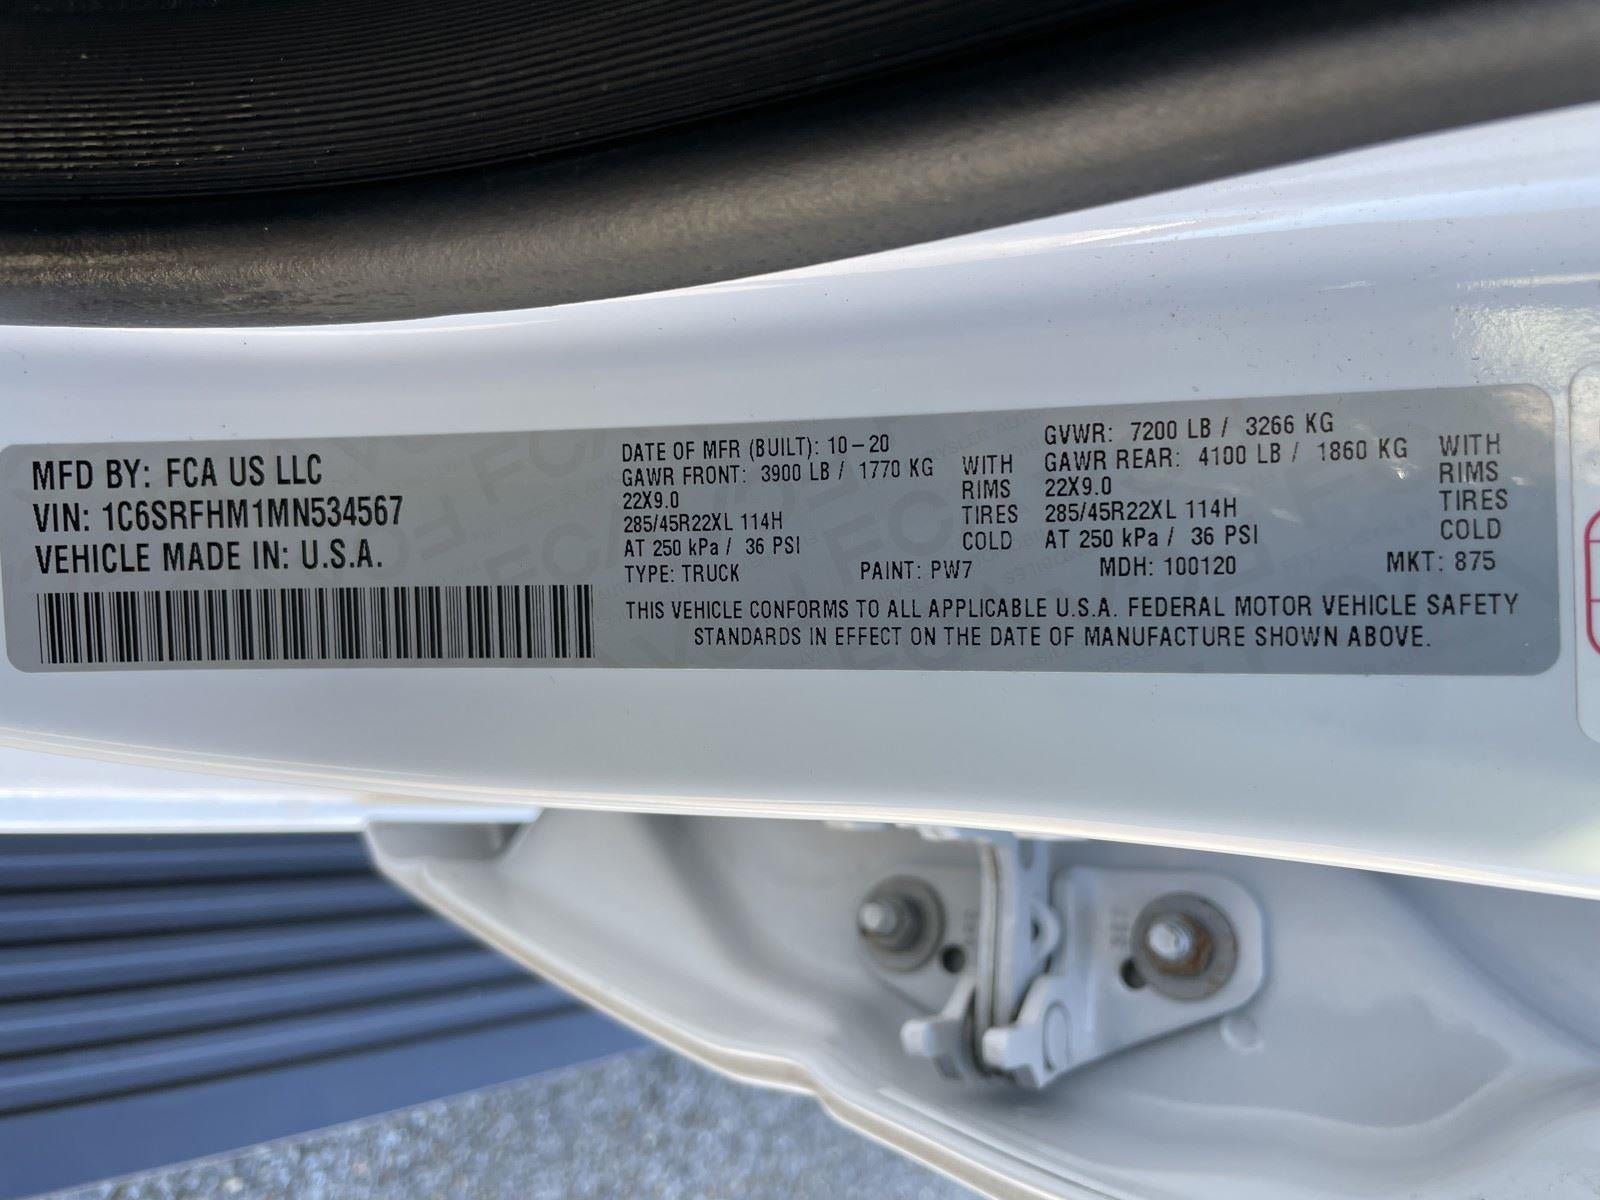 MFD BY: FCA US LLC
VIN: 1C6SRFHM1MN534567
VEHICLE MADE IN: U.S.A.
DATE OF MFR (BUILT): 10-20
GAWR FRONT: 3900 LB / 1770 KG WITH
22X9.0 RIMS
285/45R22XL 114H TIRES
AT 250 kPa / 36 PSI COLD
GVWR: 7200 LB / 3266 KG
GAWR REAR: 4100 LB / 1860 KG WITH
22X9.0 RIMS
285/45R22XL 114H TIRES
AT 250 kPa / 36 PSI COLD
TYPE: TRUCK PAINT: PW7 MDH: 100120 MKT: 875
THIS VEHICLE CONFORMS TO ALL APPLICABLE U.S.A. FEDERAL MOTOR VEHICLE SAFETY
STANDARDS IN EFFECT ON THE DATE OF MANUFACTURE SHOWN ABOVE.